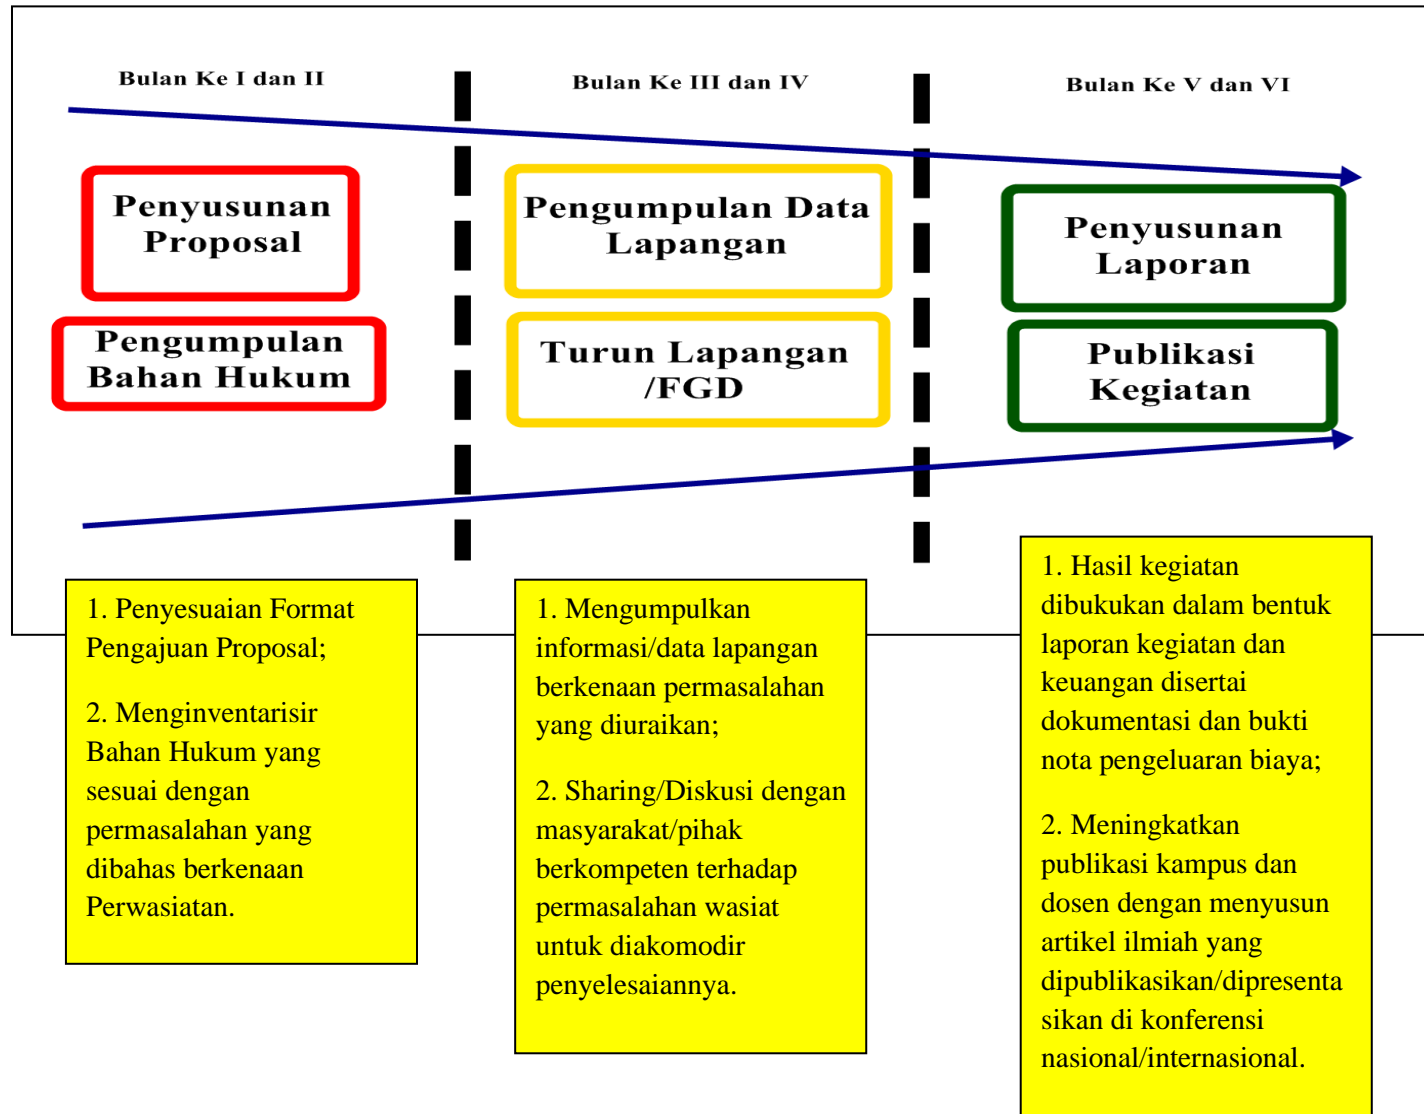 Bulan Ke I dan II
Bulan Ke III dan IV
Bulan Ke V dan VI
Penyusunan
Proposal
Pengumpulan
Bahan Hukum
Pengumpulan Data
Lapangan
Turun Lapangan
/FGD
Penyusunan
Laporan
Publikasi
Kegiatan
1. Penyesuaian Format
Pengajuan Proposal;
2. Menginventarisir
Bahan Hukum yang
sesuai dengan
permasalahan yang
dibahas berkenaan
Perwasiatan.
1. Mengumpulkan
informasi/data lapangan
berkenaan permasalahan
yang diuraikan;
2. Sharing/Diskusi dengan
masyarakat/pihak
berkompeten terhadap
permasalahan wasiat
untuk diakomodir
penyelesaiannya.
1. Hasil kegiatan
dibukukan dalam bentuk
laporan kegiatan dan
keuangan disertai
dokumentasi dan bukti
nota pengeluaran biaya;
2. Meningkatkan
publikasi kampus dan
dosen dengan menyusun
artikel ilmiah yang
dipublikasikan/dipresenta
sikan di konferensi
nasional/internasional.